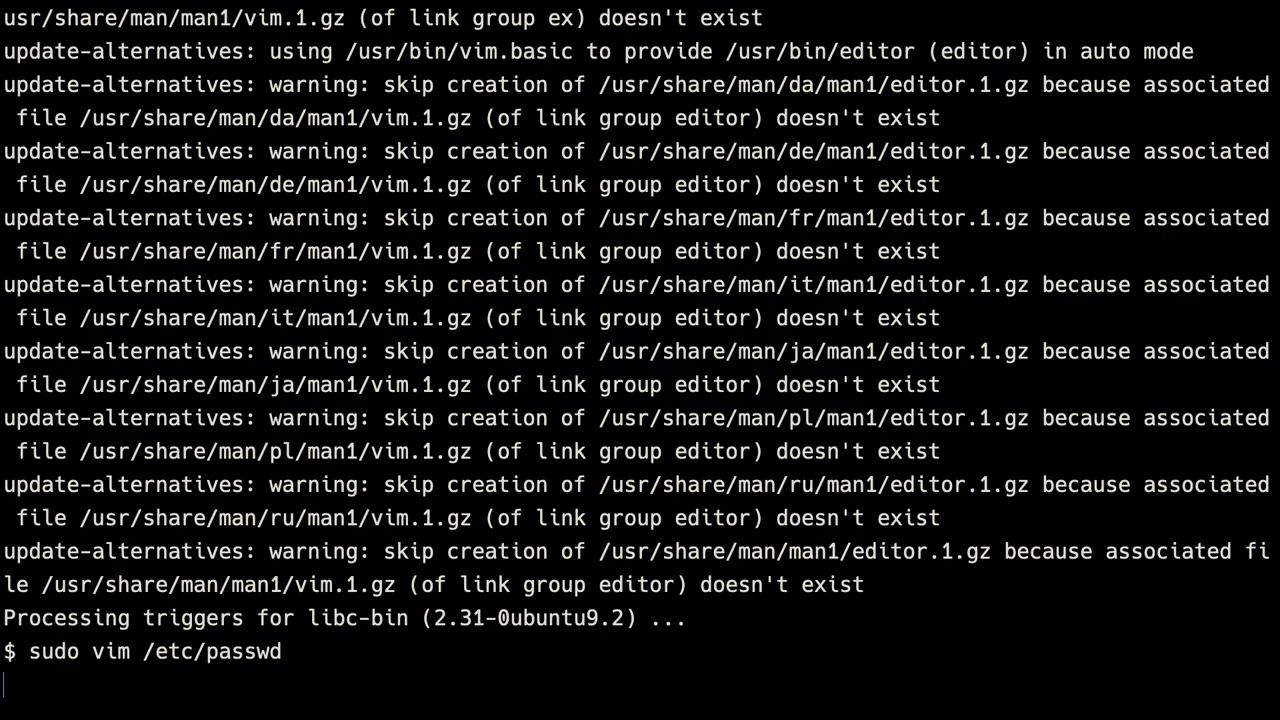 usr/share/man/man1/vim.1.gz (of link group ex) doesn't exist
update-alternatives: using /usr/bin/vim.basic to provide /usr/bin/editor (editor) in auto mode
update-alternatives: warning: skip creation of /usr/share/man/da/man1/editor.1.gz because associated
 file /usr/share/man/da/man1/vim.1.gz (of link group editor) doesn't exist
update-alternatives: warning: skip creation of /usr/share/man/de/man1/editor.1.gz because associated
 file /usr/share/man/de/man1/vim.1.gz (of link group editor) doesn't exist
update-alternatives: warning: skip creation of /usr/share/man/fr/man1/editor.1.gz because associated
 file /usr/share/man/fr/man1/vim.1.gz (of link group editor) doesn't exist
update-alternatives: warning: skip creation of /usr/share/man/it/man1/editor.1.gz because associated
 file /usr/share/man/it/man1/vim.1.gz (of link group editor) doesn't exist
update-alternatives: warning: skip creation of /usr/share/man/ja/man1/editor.1.gz because associated
 file /usr/share/man/ja/man1/vim.1.gz (of link group editor) doesn't exist
update-alternatives: warning: skip creation of /usr/share/man/pl/man1/editor.1.gz because associated
 file /usr/share/man/pl/man1/vim.1.gz (of link group editor) doesn't exist
update-alternatives: warning: skip creation of /usr/share/man/ru/man1/editor.1.gz because associated
 file /usr/share/man/ru/man1/vim.1.gz (of link group editor) doesn't exist
update-alternatives: warning: skip creation of /usr/share/man/man1/editor.1.gz because associated fi
le /usr/share/man/man1/vim.1.gz (of link group editor) doesn't exist
Processing triggers for libc-bin (2.31-0ubuntu9.2) ...
$ sudo vim /etc/passwd